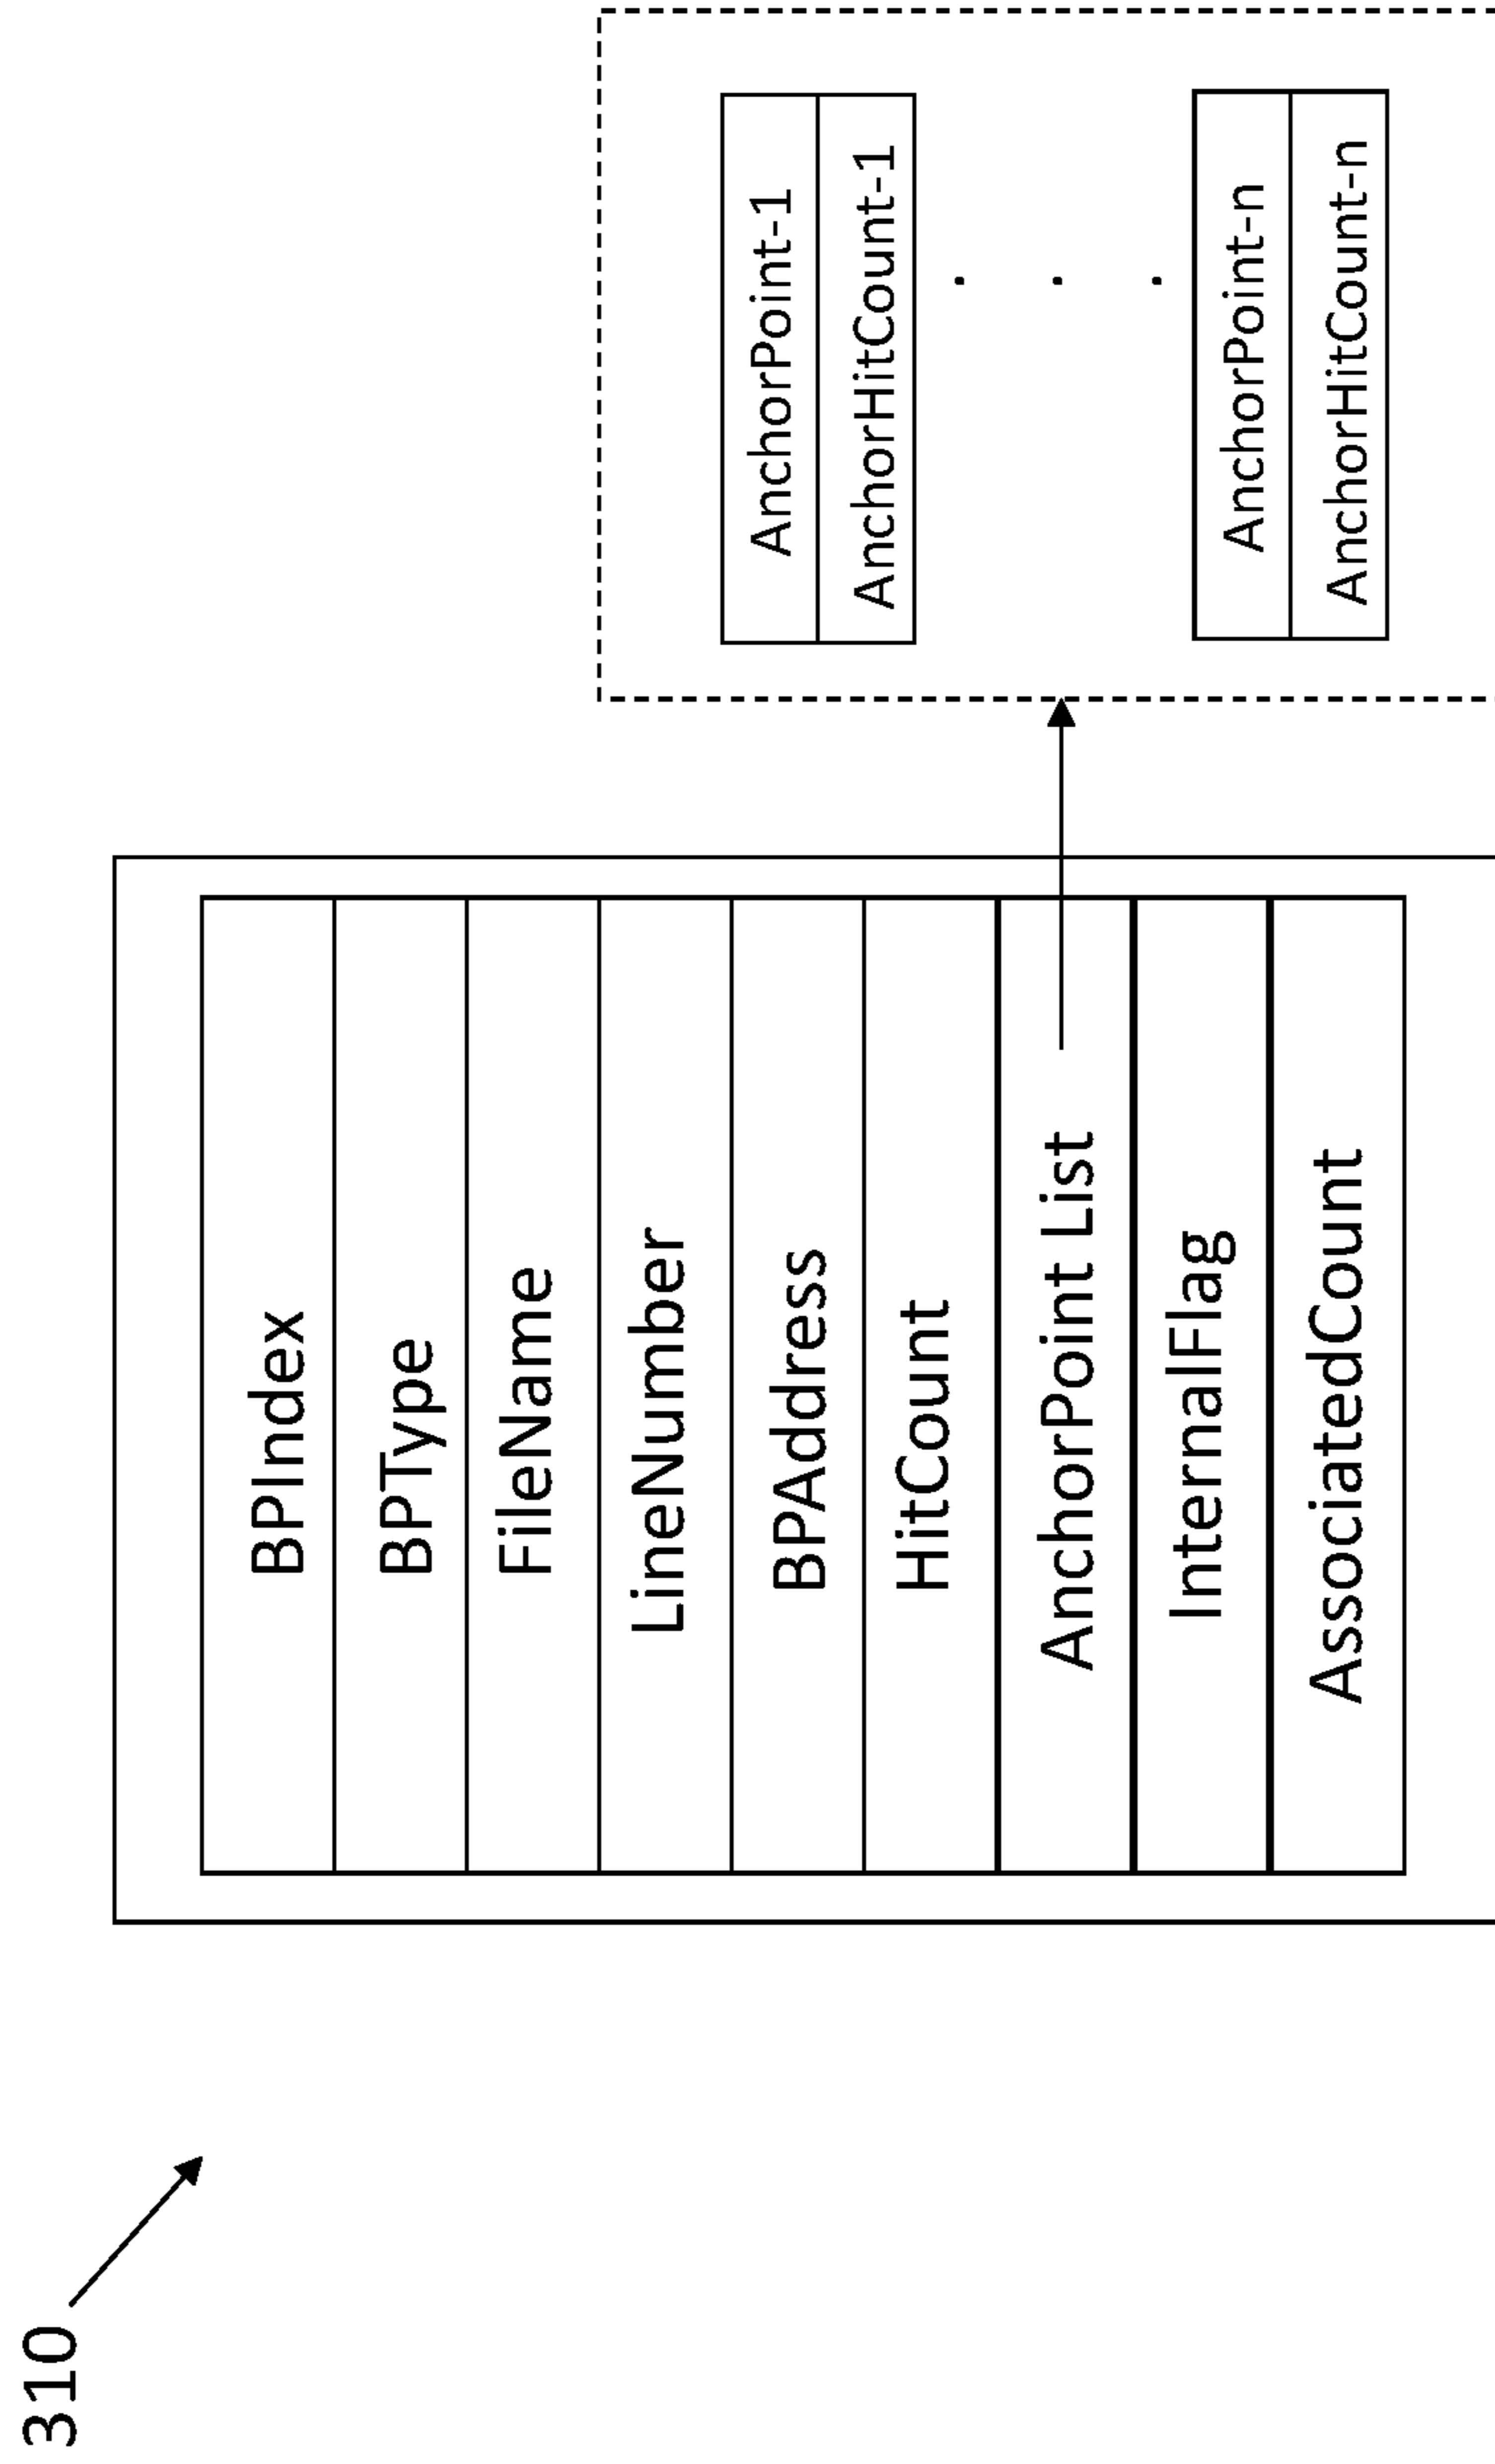 310
BPIndex
BPType
FileName
LineNumber
BPAddress
HitCount
AnchorPoint List
InternalFlag
AssociatedCount
AnchorPoint-1
AnchorHitCount-1
AnchorPoint-n
AnchorHitCount-n